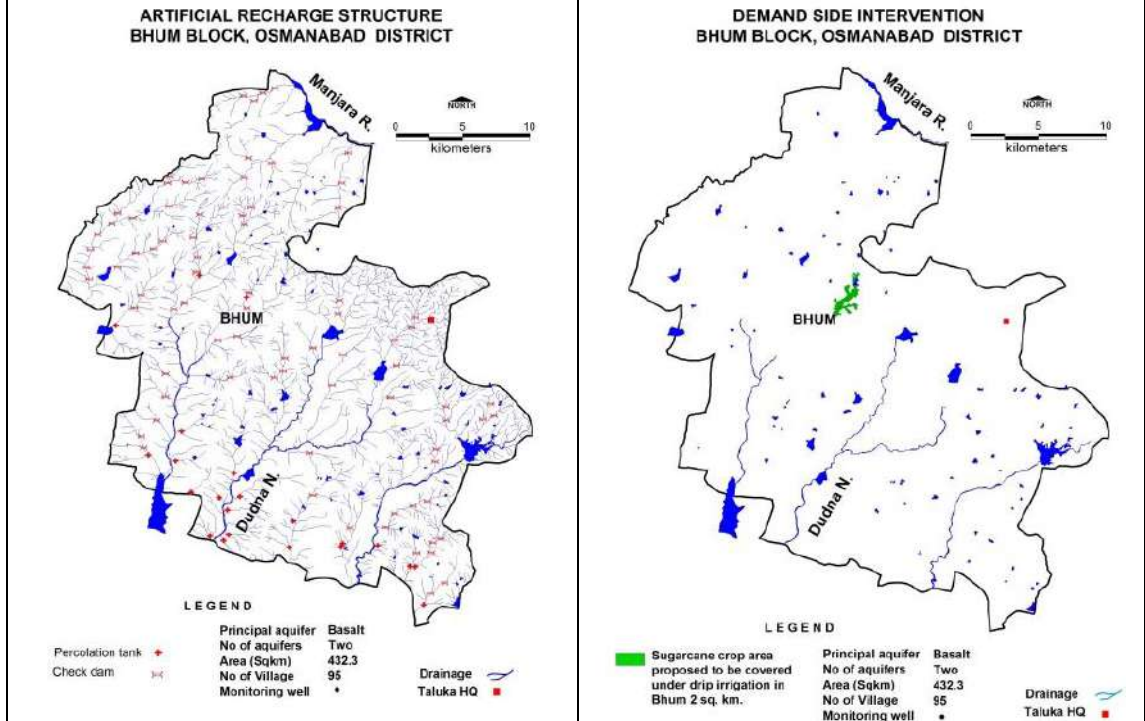 ARTIFICIAL RECHARGE STRUCTURE
BHUM BLOCK, OSMANABAD DISTRICT
Manjara R.
NORTH
0 5 10
kilometers
BHUM
Dudna N.
LEGEND
Percolation tank
Check dam
Principal aquifer Basalt
No of aquifers Two
Area (Sqkm) 432.3
No of Village 95
Monitoring well
Drainage
Taluka HQ
DEMAND SIDE INTERVENTION
BHUM BLOCK, OSMANABAD DISTRICT
Manjara R.
NORTH
0 5 10
kilometers
BHUM
Dudna N.
LEGEND
Sugarcane crop area
proposed to be covered
under drip irrigation in
Bhum 2 sq. km.
Principal aquifer Basalt
No of aquifers Two
Area (Sqkm) 432.3
No of Village 95
Monitoring well
Drainage
Taluka HQ